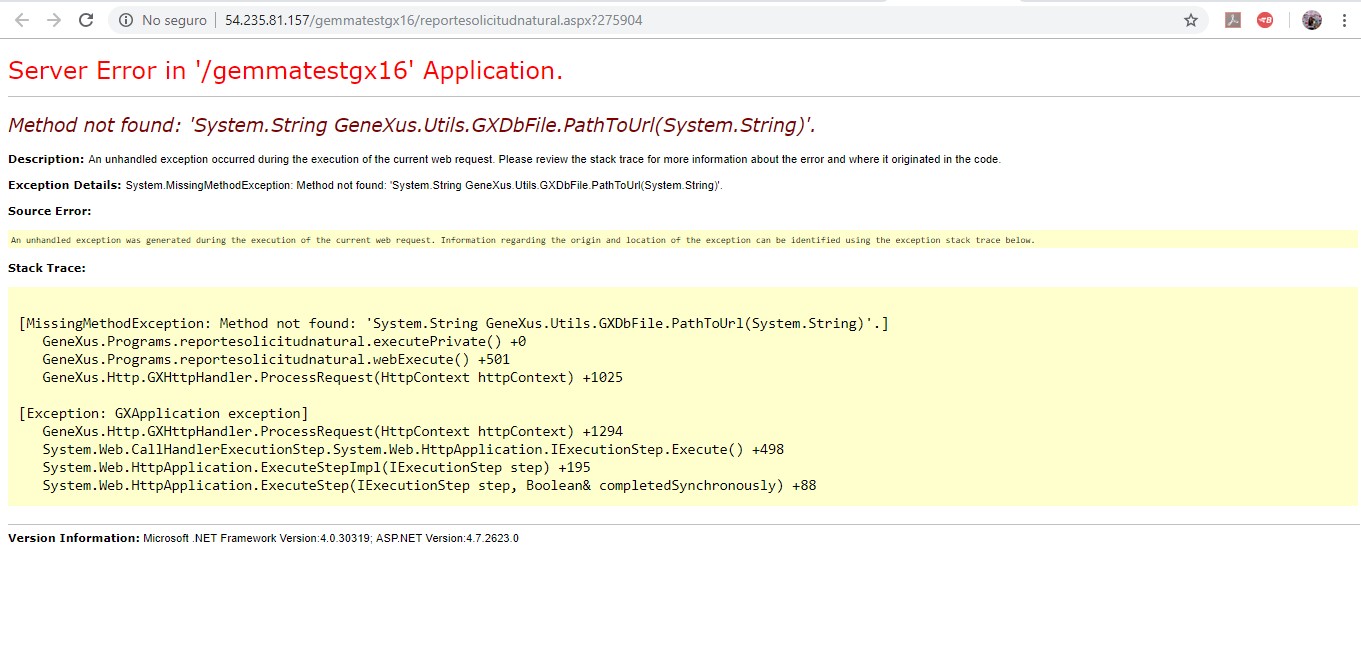 No seguro | 54.235.81.157/gemmatestgx16/reportesolicitudnatural.aspx?275904
Server Error in '/gemmatestgx16' Application.
Method not found: 'System.String GeneXus.Utils.GXDbFile.PathToUrl(System.String)'.
Description: An unhandled exception occurred during the execution of the current web request. Please review the stack trace for more information about the error and where it originated in the code.
Exception Details: System.MissingMethodException: Method not found: 'System.String GeneXus.Utils.GXDbFile.PathToUrl(System.String)'.
Source Error:
An unhandled exception was generated during the execution of the current web request. Information regarding the origin and location of the exception can be identified using the exception stack trace below.
Stack Trace:
[MissingMethodException: Method not found: 'System.String GeneXus.Utils.GXDbFile.PathToUrl(System.String)'.]
GeneXus.Programs.reportesolicitudnatural.executePrivate() +0
GeneXus.Programs.reportesolicitudnatural.webExecute() +501
GeneXus.Http.GXHttpHandler.ProcessRequest(HttpContext httpContext) +1025
[Exception: GXApplication exception]
GeneXus.Http.GXHttpHandler.ProcessRequest(HttpContext httpContext) +1294
System.Web.CallHandlerExecutionStep.System.Web.HttpApplication.IExecutionStep.Execute() +498
System.Web.HttpApplication.ExecuteStepImpl(IExecutionStep step) +195
System.Web.HttpApplication.ExecuteStep(IExecutionStep step, Boolean& completedSynchronously) +88
Version Information: Microsoft .NET Framework Version:4.0.30319; ASP.NET Version:4.7.2623.0